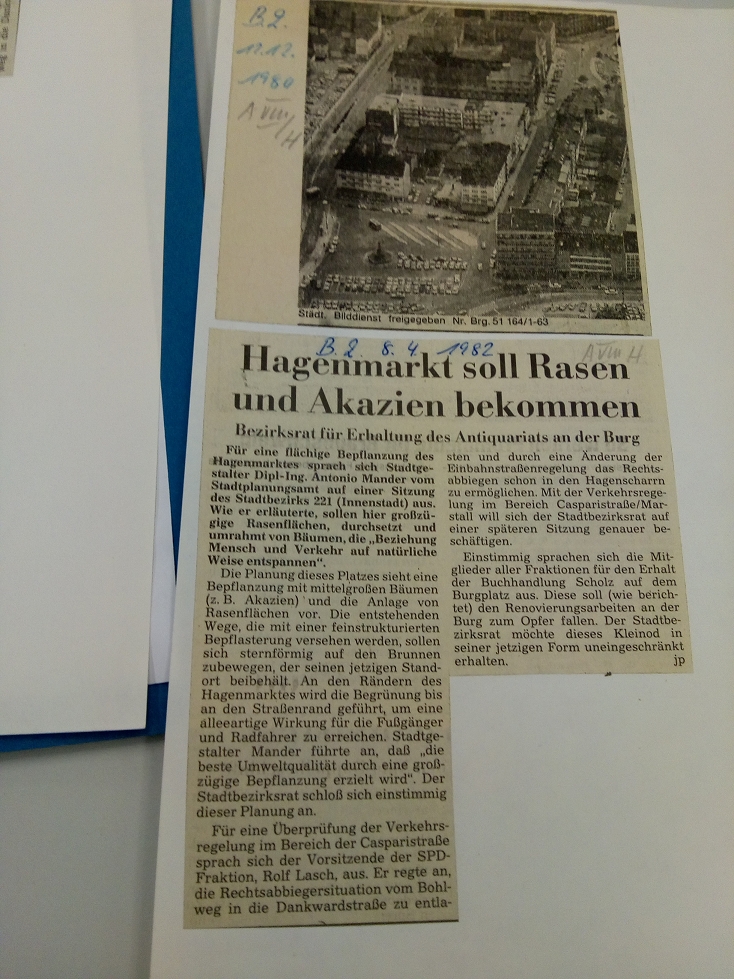 B.Z.
12.12.
1980
A VIII/H
Städt. Bilddienst freigegeben Nr. Brg. 51 164/1-63
B.Z. 8. 4. 1982
A VIII H
Hagenmarkt soll Rasen
und Akazien bekommen
Bezirksrat für Erhaltung des Antiquariats an der Burg
Für eine flächige Bepflanzung des
Hagenmarktes sprach sich Stadtge-
stalter Dipl-Ing. Antonio Mander vom
Stadtplanungsamt auf einer Sitzung
des Stadtbezirks 221 (Innenstadt) aus.
Wie er erläuterte, sollen hier großzü-
gige Rasenflächen, durchsetzt und
umrahmt von Bäumen, die „Beziehung
Mensch und Verkehr auf natürliche
Weise entspannen“.
Die Planung dieses Platzes sieht eine
Bepflanzung mit mittelgroßen Bäumen
(z. B. Akazien) und die Anlage von
Rasenflächen vor. Die entstehenden
Wege, die mit einer feinstrukturierten
Bepflasterung versehen werden, sollen
sich sternförmig auf den Brunnen
zubewegen, der seinen jetzigen Stand-
ort beibehält. An den Rändern des
Hagenmarktes wird die Begrünung bis
an den Straßenrand geführt, um eine
alleeartige Wirkung für die Fußgänger
und Radfahrer zu erreichen. Stadtge-
stalter Mander führte an, daß „die
beste Umweltqualität durch eine groß-
zügige Bepflanzung erzielt wird“. Der
Stadtbezirksrat schloß sich einstimmig
dieser Planung an.
Für eine Überprüfung der Verkehrs-
regelung im Bereich der Casparistraße
sprach sich der Vorsitzende der SPD-
Fraktion, Rolf Lasch, aus. Er regte an,
die Rechtsabbiegersituation vom Bohl-
weg in die Dankwardstraße zu entla-
sten und durch eine Änderung der
Einbahnstraßenregelung das Rechts-
abbiegen schon in den Hagenscharrn
zu ermöglichen. Mit der Verkehrsrege-
lung im Bereich Casparistraße/Mar-
stall will sich der Stadtbezirksrat auf
einer späteren Sitzung genauer be-
schäftigen.
Einstimmig sprachen sich die Mit-
glieder aller Fraktionen für den Erhalt
der Buchhandlung Scholz auf dem
Burgplatz aus. Diese soll (wie berich-
tet) den Renovierungsarbeiten an der
Burg zum Opfer fallen. Der Stadtbe-
zirksrat möchte dieses Kleinod in
seiner jetzigen Form uneingeschränkt
erhalten. jp